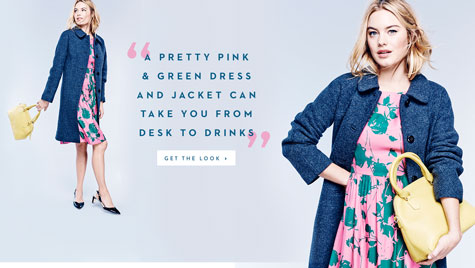 “A PRETTY PINK
& GREEN DRESS
AND JACKET CAN
TAKE YOU FROM
DESK TO DRINKS”
GET THE LOOK ›